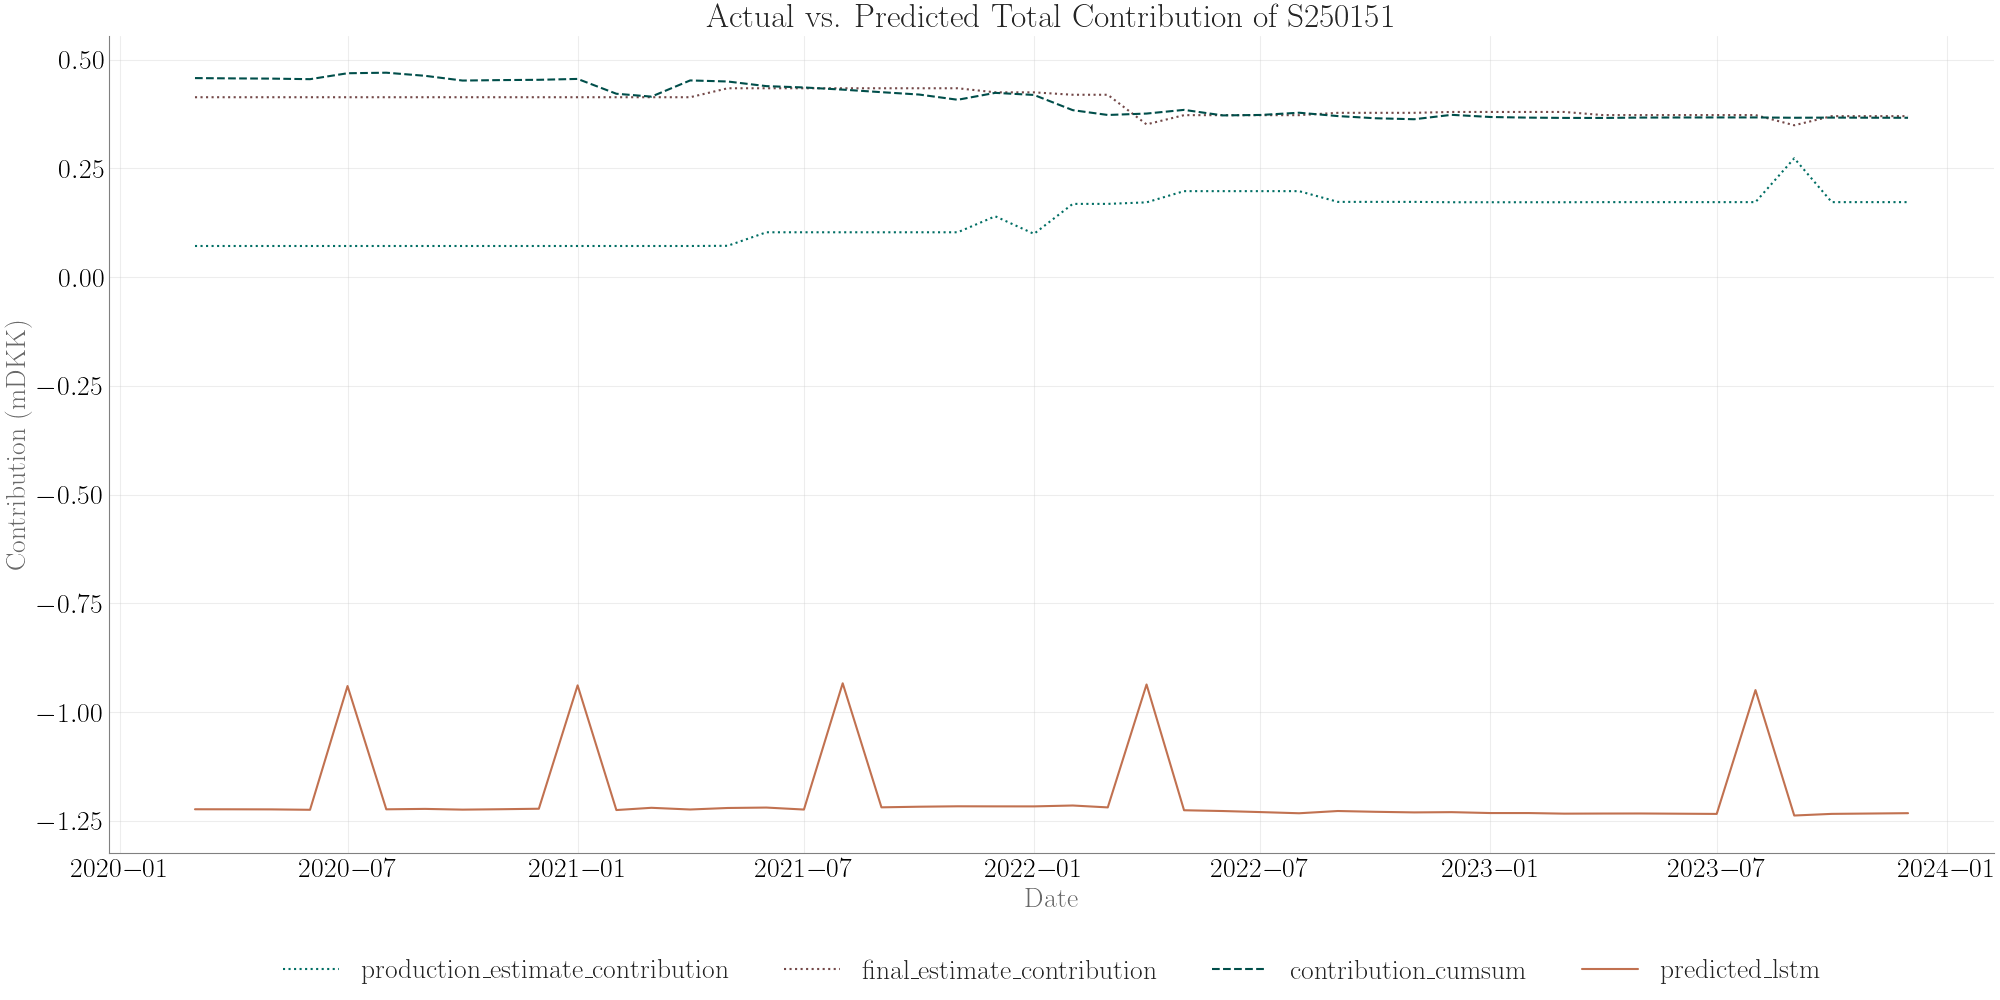 Actual vs. Predicted Total Contribution of S250151
0.50
0.25
0.00
−0.25
−0.50
−0.75
−1.00
−1.25
Contribution (mDKK)
2020−01 2020−07 2021−01 2021−07 2022−01 2022−07 2023−01 2023−07 2024−01
Date
production_estimate_contribution final_estimate_contribution contribution_cumsum predicted_lstm